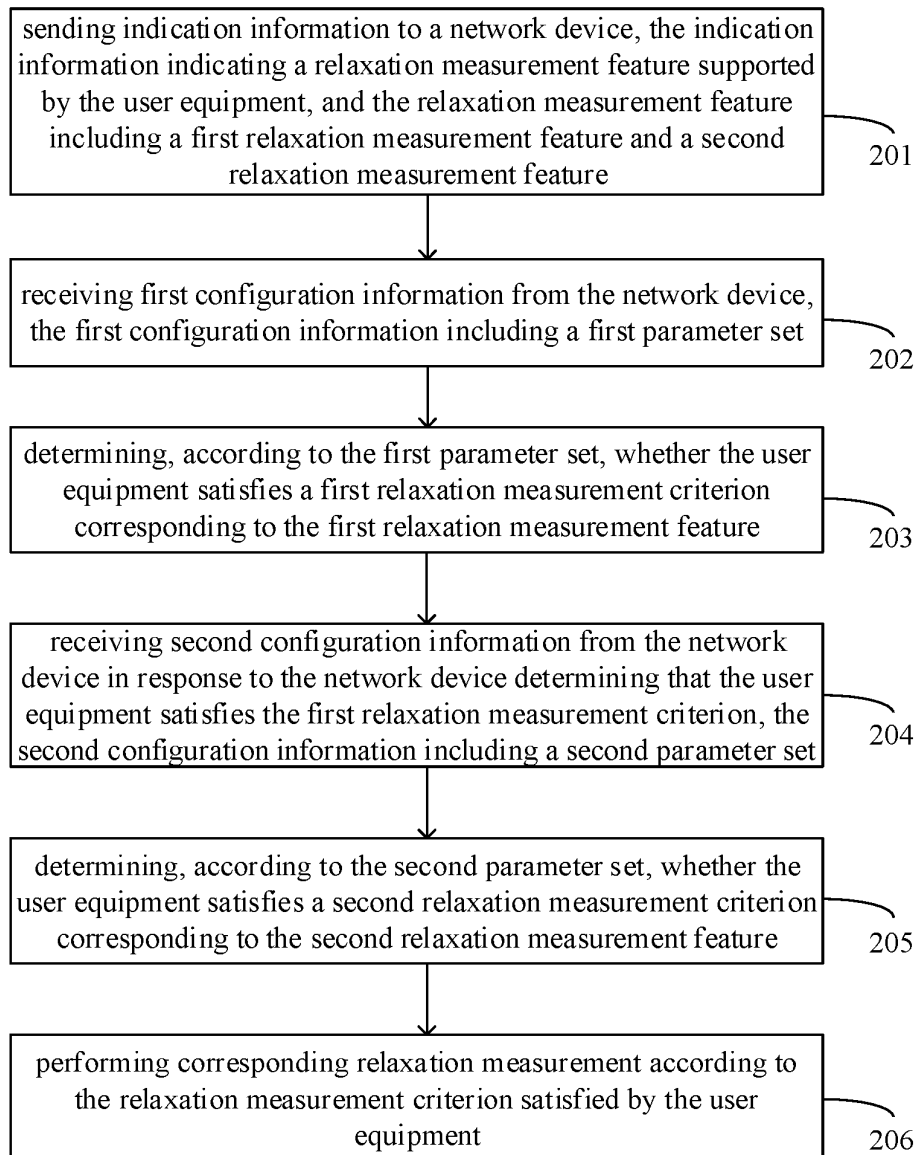 sending indication information to a network device, the indication
information indicating a relaxation measurement feature supported
by the user equipment, and the relaxation measurement feature
including a first relaxation measurement feature and a second
relaxation measurement feature
201
receiving first configuration information from the network device,
the first configuration information including a first parameter set
202
determining, according to the first parameter set, whether the user
equipment satisfies a first relaxation measurement criterion
corresponding to the first relaxation measurement feature
203
receiving second configuration information from the network
device in response to the network device determining that the user
equipment satisfies the first relaxation measurement criterion, the
second configuration information including a second parameter set
204
determining, according to the second parameter set, whether the
user equipment satisfies a second relaxation measurement criterion
corresponding to the second relaxation measurement feature
205
performing corresponding relaxation measurement according to
the relaxation measurement criterion satisfied by the user
equipment
206